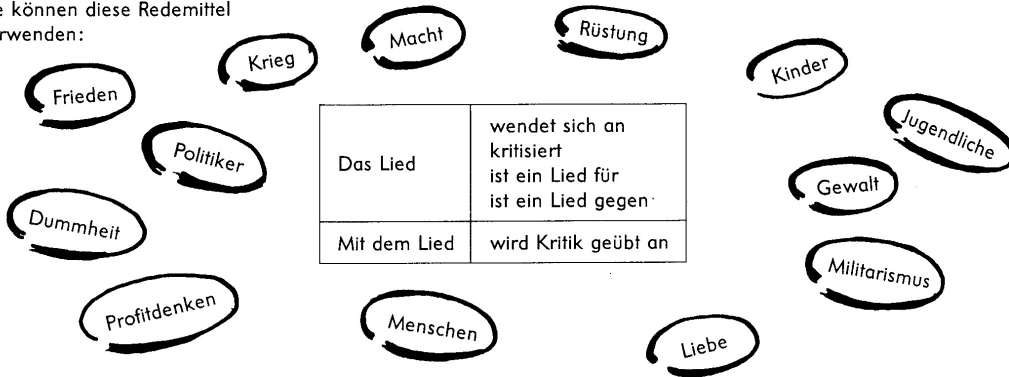 e können diese Redemittel
rwenden:
Macht
Rüstung
Krieg
Kinder
Frieden
Jugendliche
Politiker
Gewalt
Dummheit
Militarismus
Profitdenken
Menschen
Liebe
Das Lied
wendet sich an
kritisiert
ist ein Lied für
ist ein Lied gegen
Mit dem Lied
wird Kritik geübt an